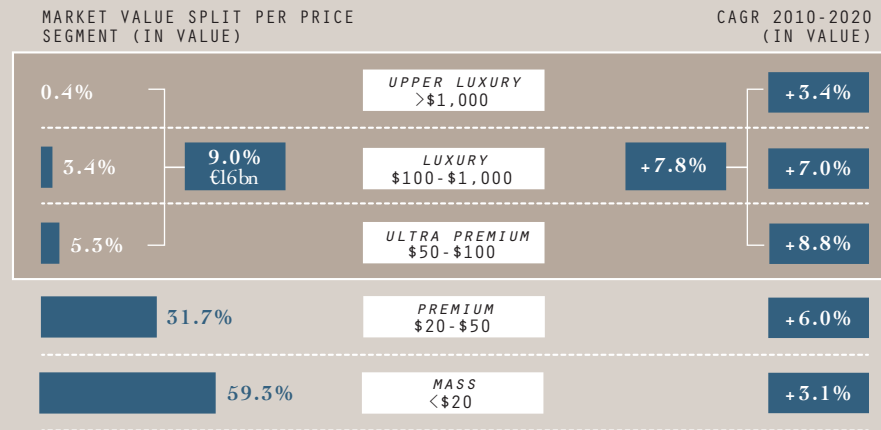 MARKET VALUE SPLIT PER PRICE
SEGMENT (IN VALUE)
CAGR 2010-2020
(IN VALUE)
0.4%
UPPER LUXURY
>$1,000
+3.4%
3.4%
9.0%
€16bn
LUXURY
$100-$1,000
+7.8%
+7.0%
5.3%
ULTRA PREMIUM
$50-$100
+8.8%
31.7%
PREMIUM
$20-$50
+6.0%
59.3%
MASS
<$20
+3.1%